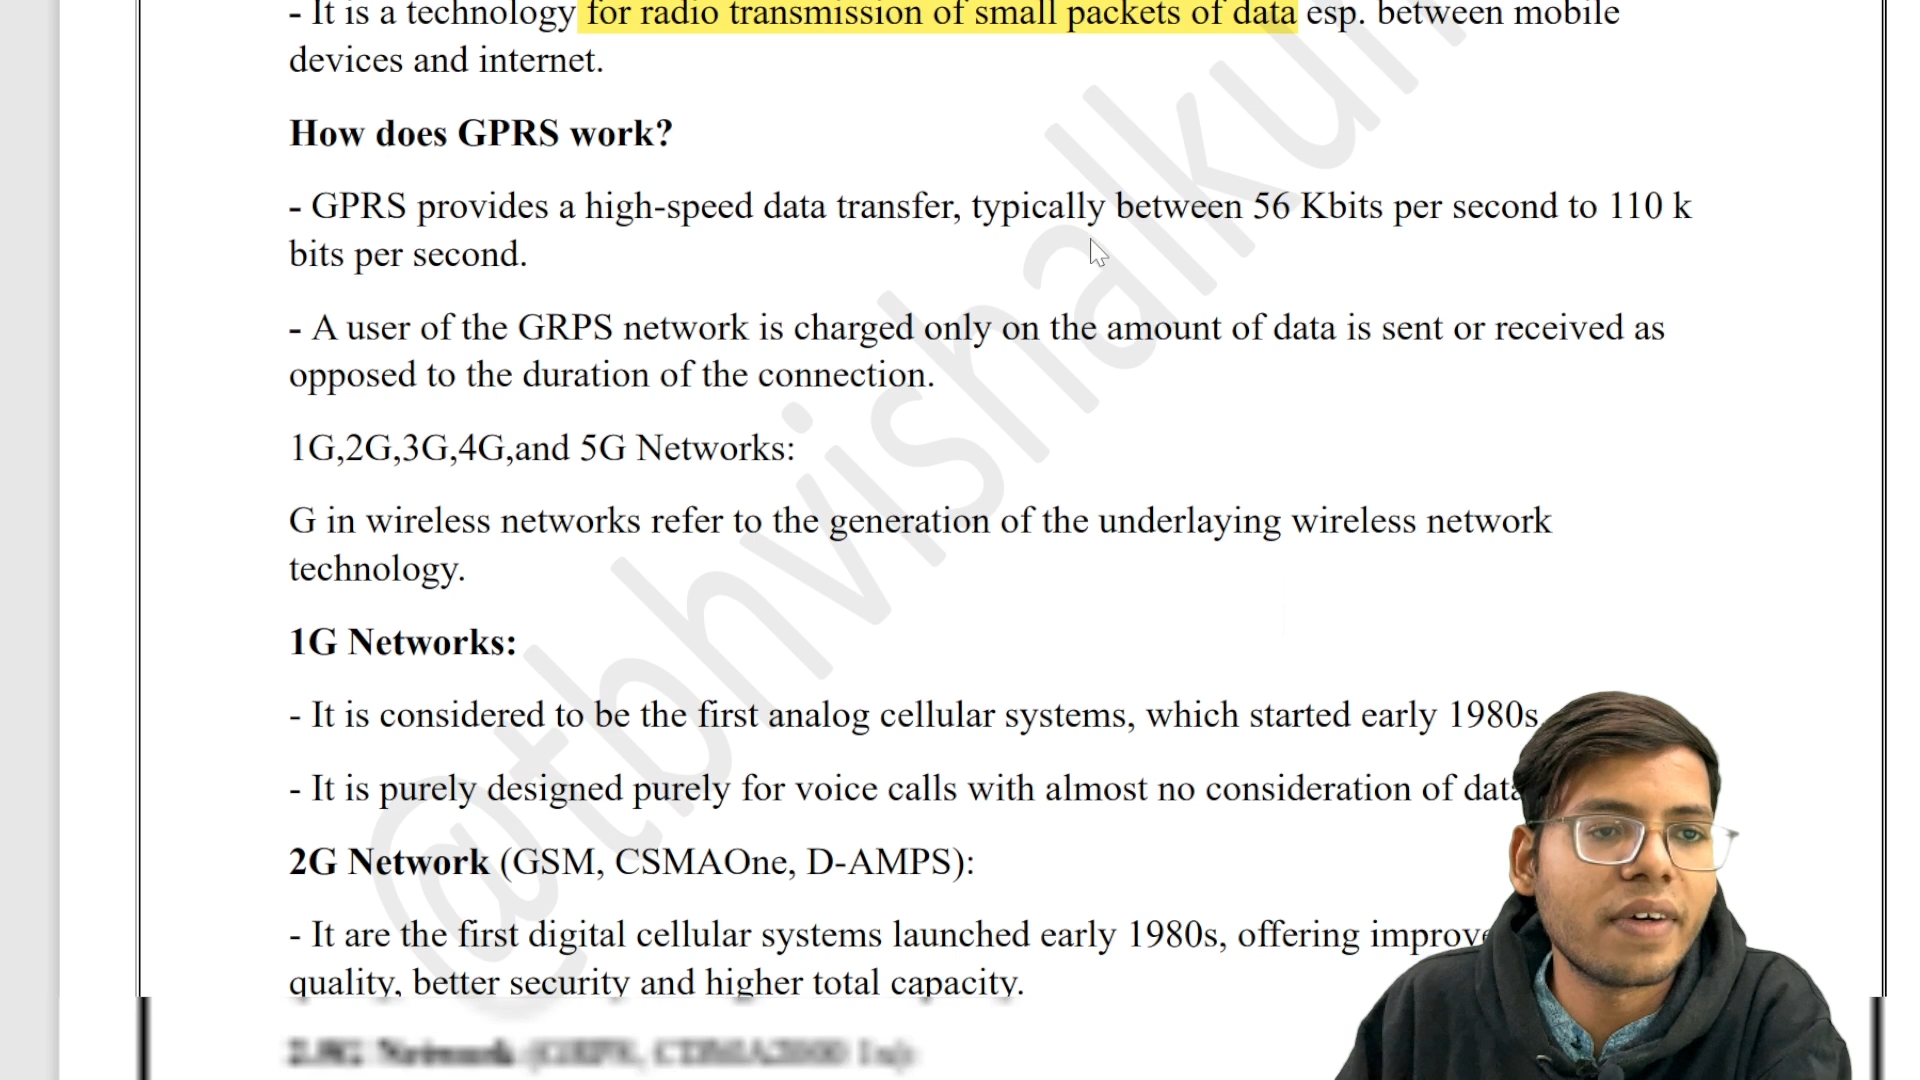 - It is a technology for radio transmission of small packets of data esp. between mobile
devices and internet.
How does GPRS work?
- GPRS provides a high-speed data transfer, typically between 56 Kbits per second to 110 k
bits per second.
- A user of the GRPS network is charged only on the amount of data is sent or received as
opposed to the duration of the connection.
1G,2G,3G,4G,and 5G Networks:
G in wireless networks refer to the generation of the underlaying wireless network
technology.
1G Networks:
- It is considered to be the first analog cellular systems, which started early 1980s.
- It is purely designed purely for voice calls with almost no consideration of data
2G Network (GSM, CSMAOne, D-AMPS):
- It are the first digital cellular systems launched early 1980s, offering improve
quality, better security and higher total capacity.
@tbhvishalkum